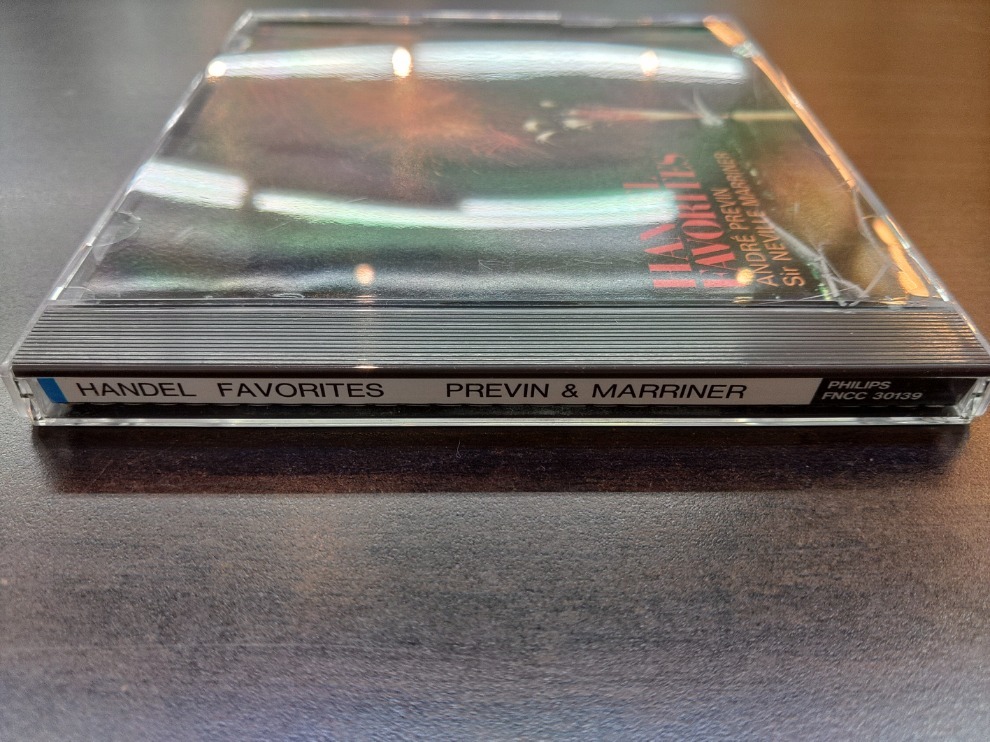 HANDEL
FAVORITES
ANDRÉ PREVIN
Sir NEVILLE MARRINER
HANDEL FAVORITES PREVIN & MARRINER
PHILIPS
FNCC 30139